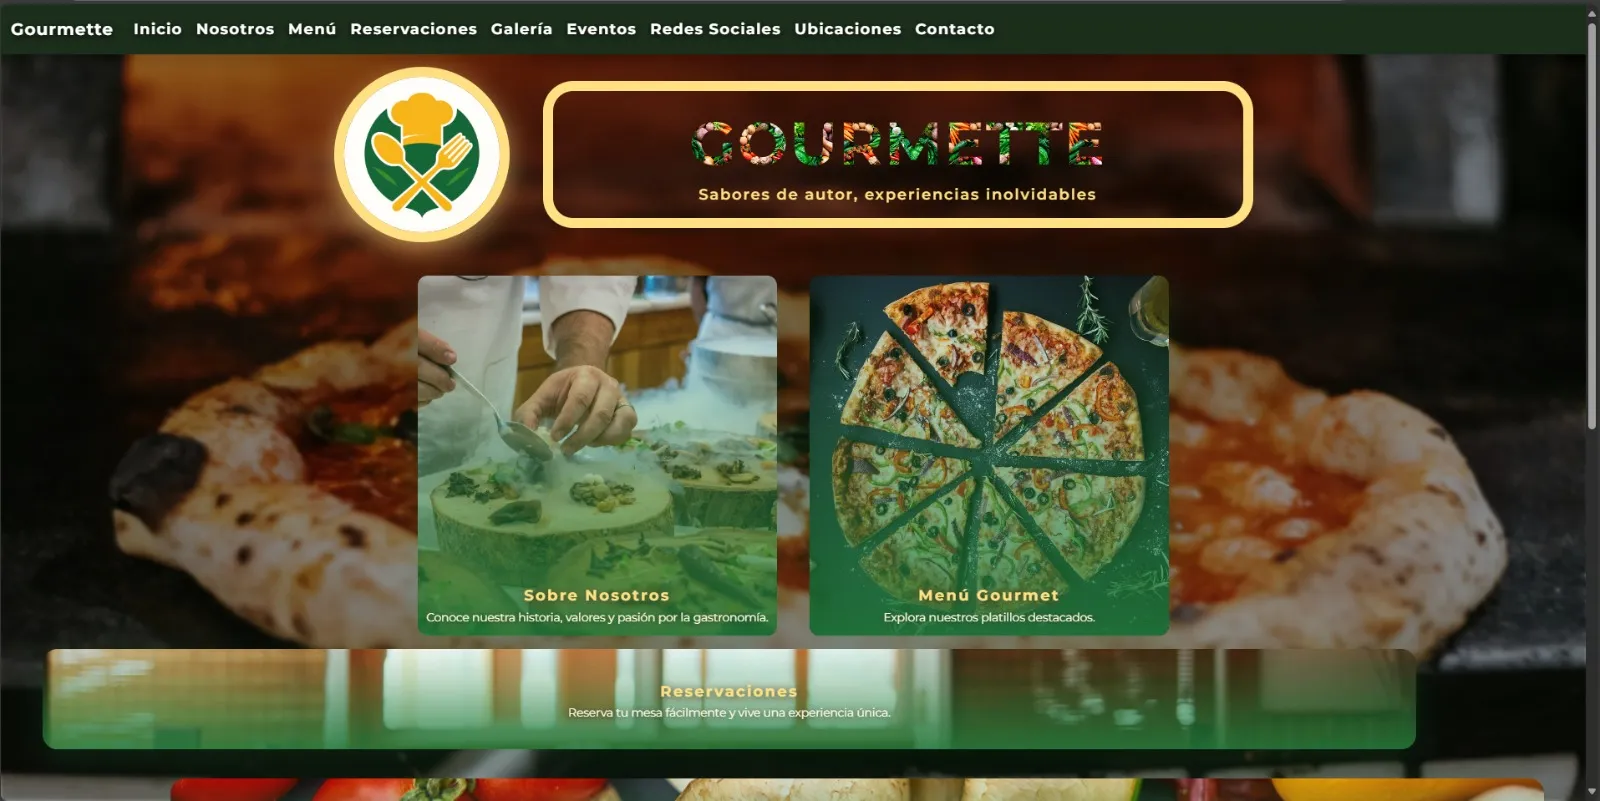 Gourmette Inicio Nosotros Menú Reservaciones Galería Eventos Redes Sociales Ubicaciones Contacto
GOURMETTE
Sabores de autor, experiencias inolvidables
Sobre Nosotros
Conoce nuestra historia, valores y pasión por la gastronomía.
Menú Gourmet
Explora nuestros platillos destacados.
Reservaciones
Reserva tu mesa fácilmente y vive una experiencia única.